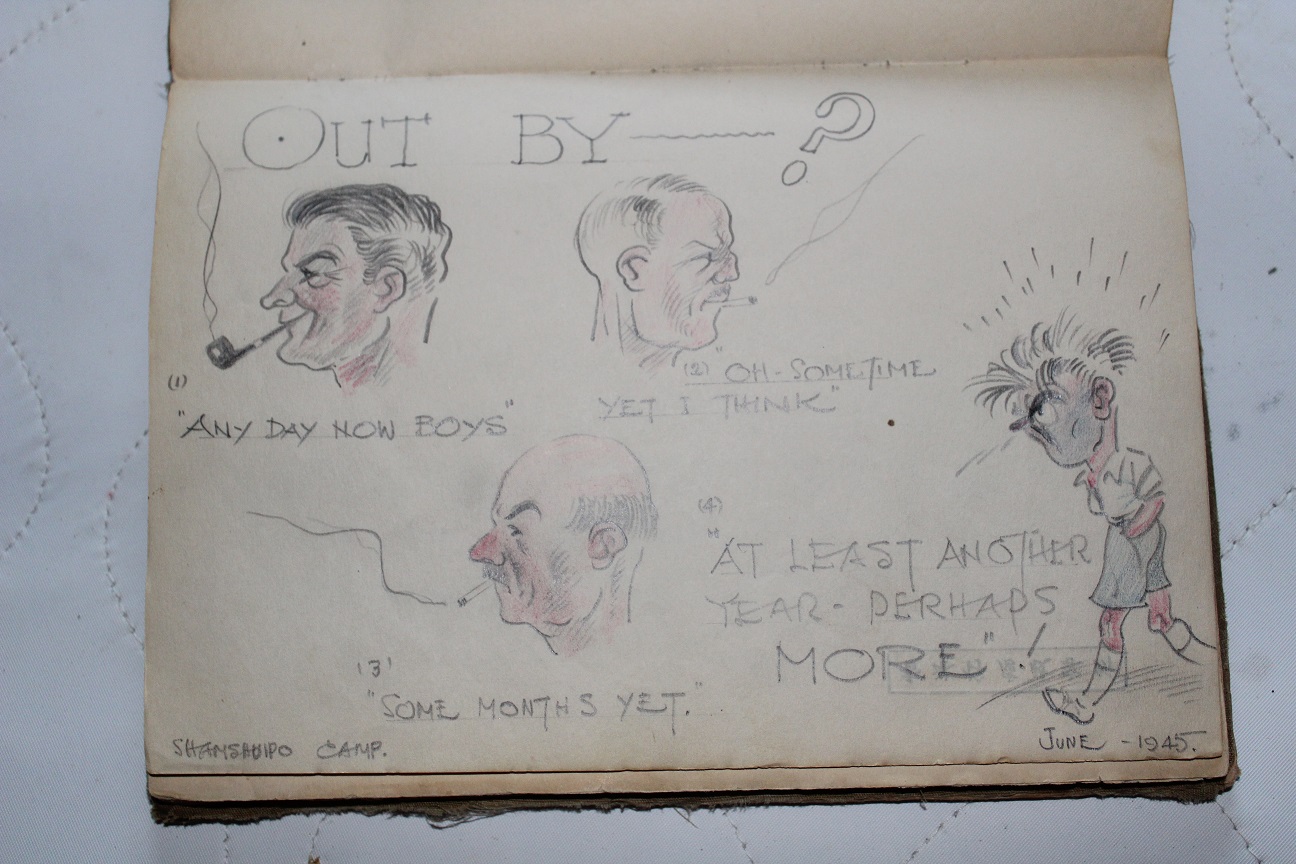 OUT BY —— ?
(1)
"ANY DAY NOW BOYS"
(2) "OH - SOMETIME
YET I THINK"
'3'
"SOME MONTHS YET."
(4)
"AT LEAST ANOTHER
YEAR - PERHAPS
MORE" !
SHAMSHUIPO CAMP.
JUNE - 1945.